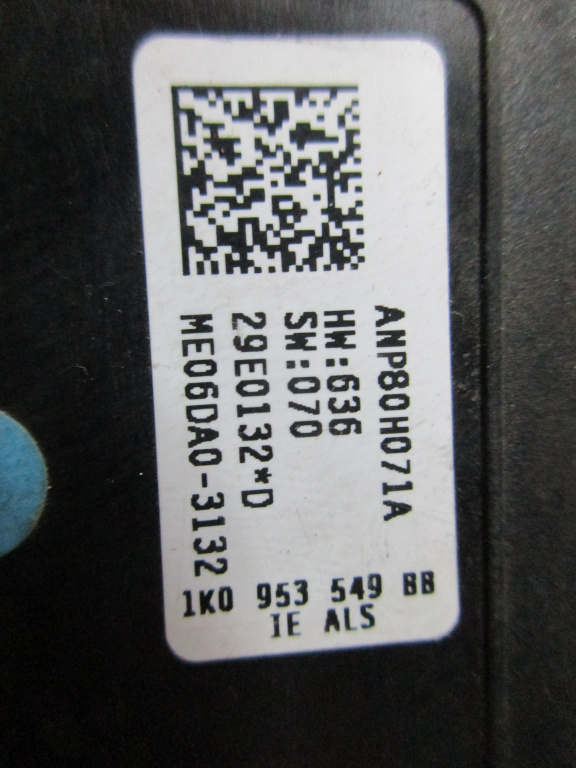 ANP80H071A
HW:636
SW:070
29E0132*D
ME06DA0-3132
1K0 953 549 BB
IE ALS